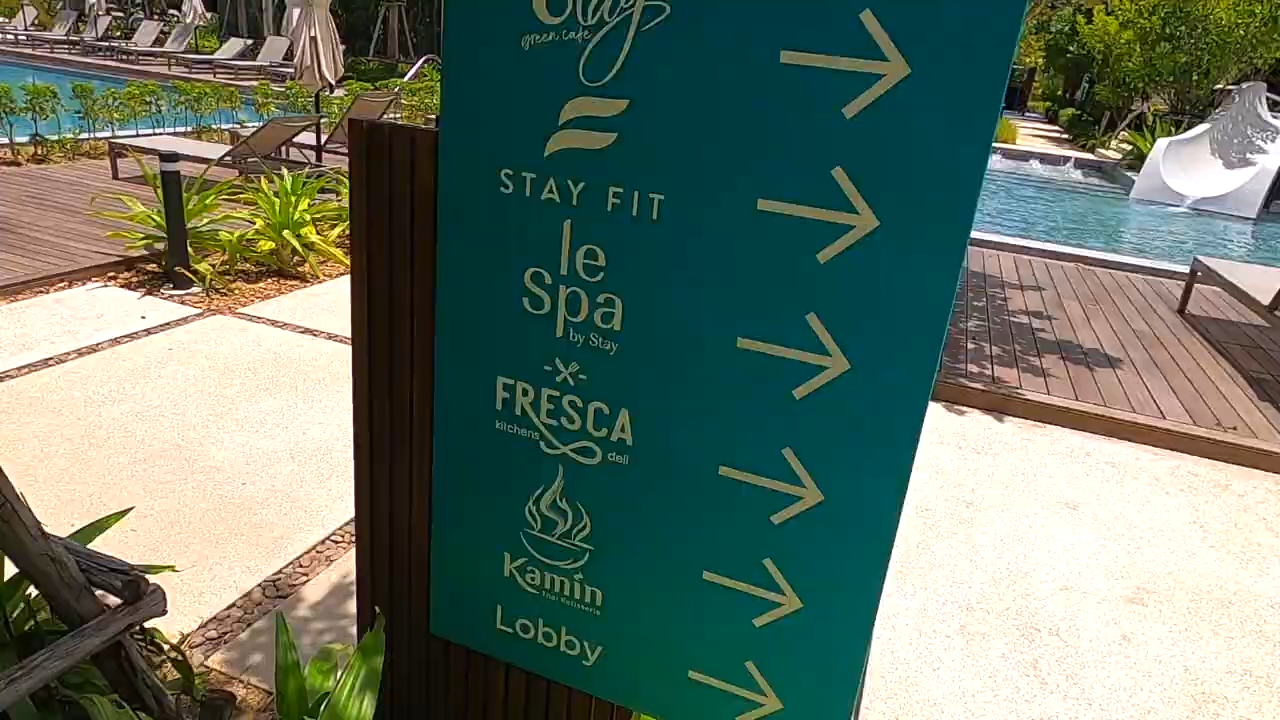 green cafe
STAY FIT
le
Spa
by Stay
FRESCA
kitchens
deli
Kamin
Thai Rotisserie
Lobby